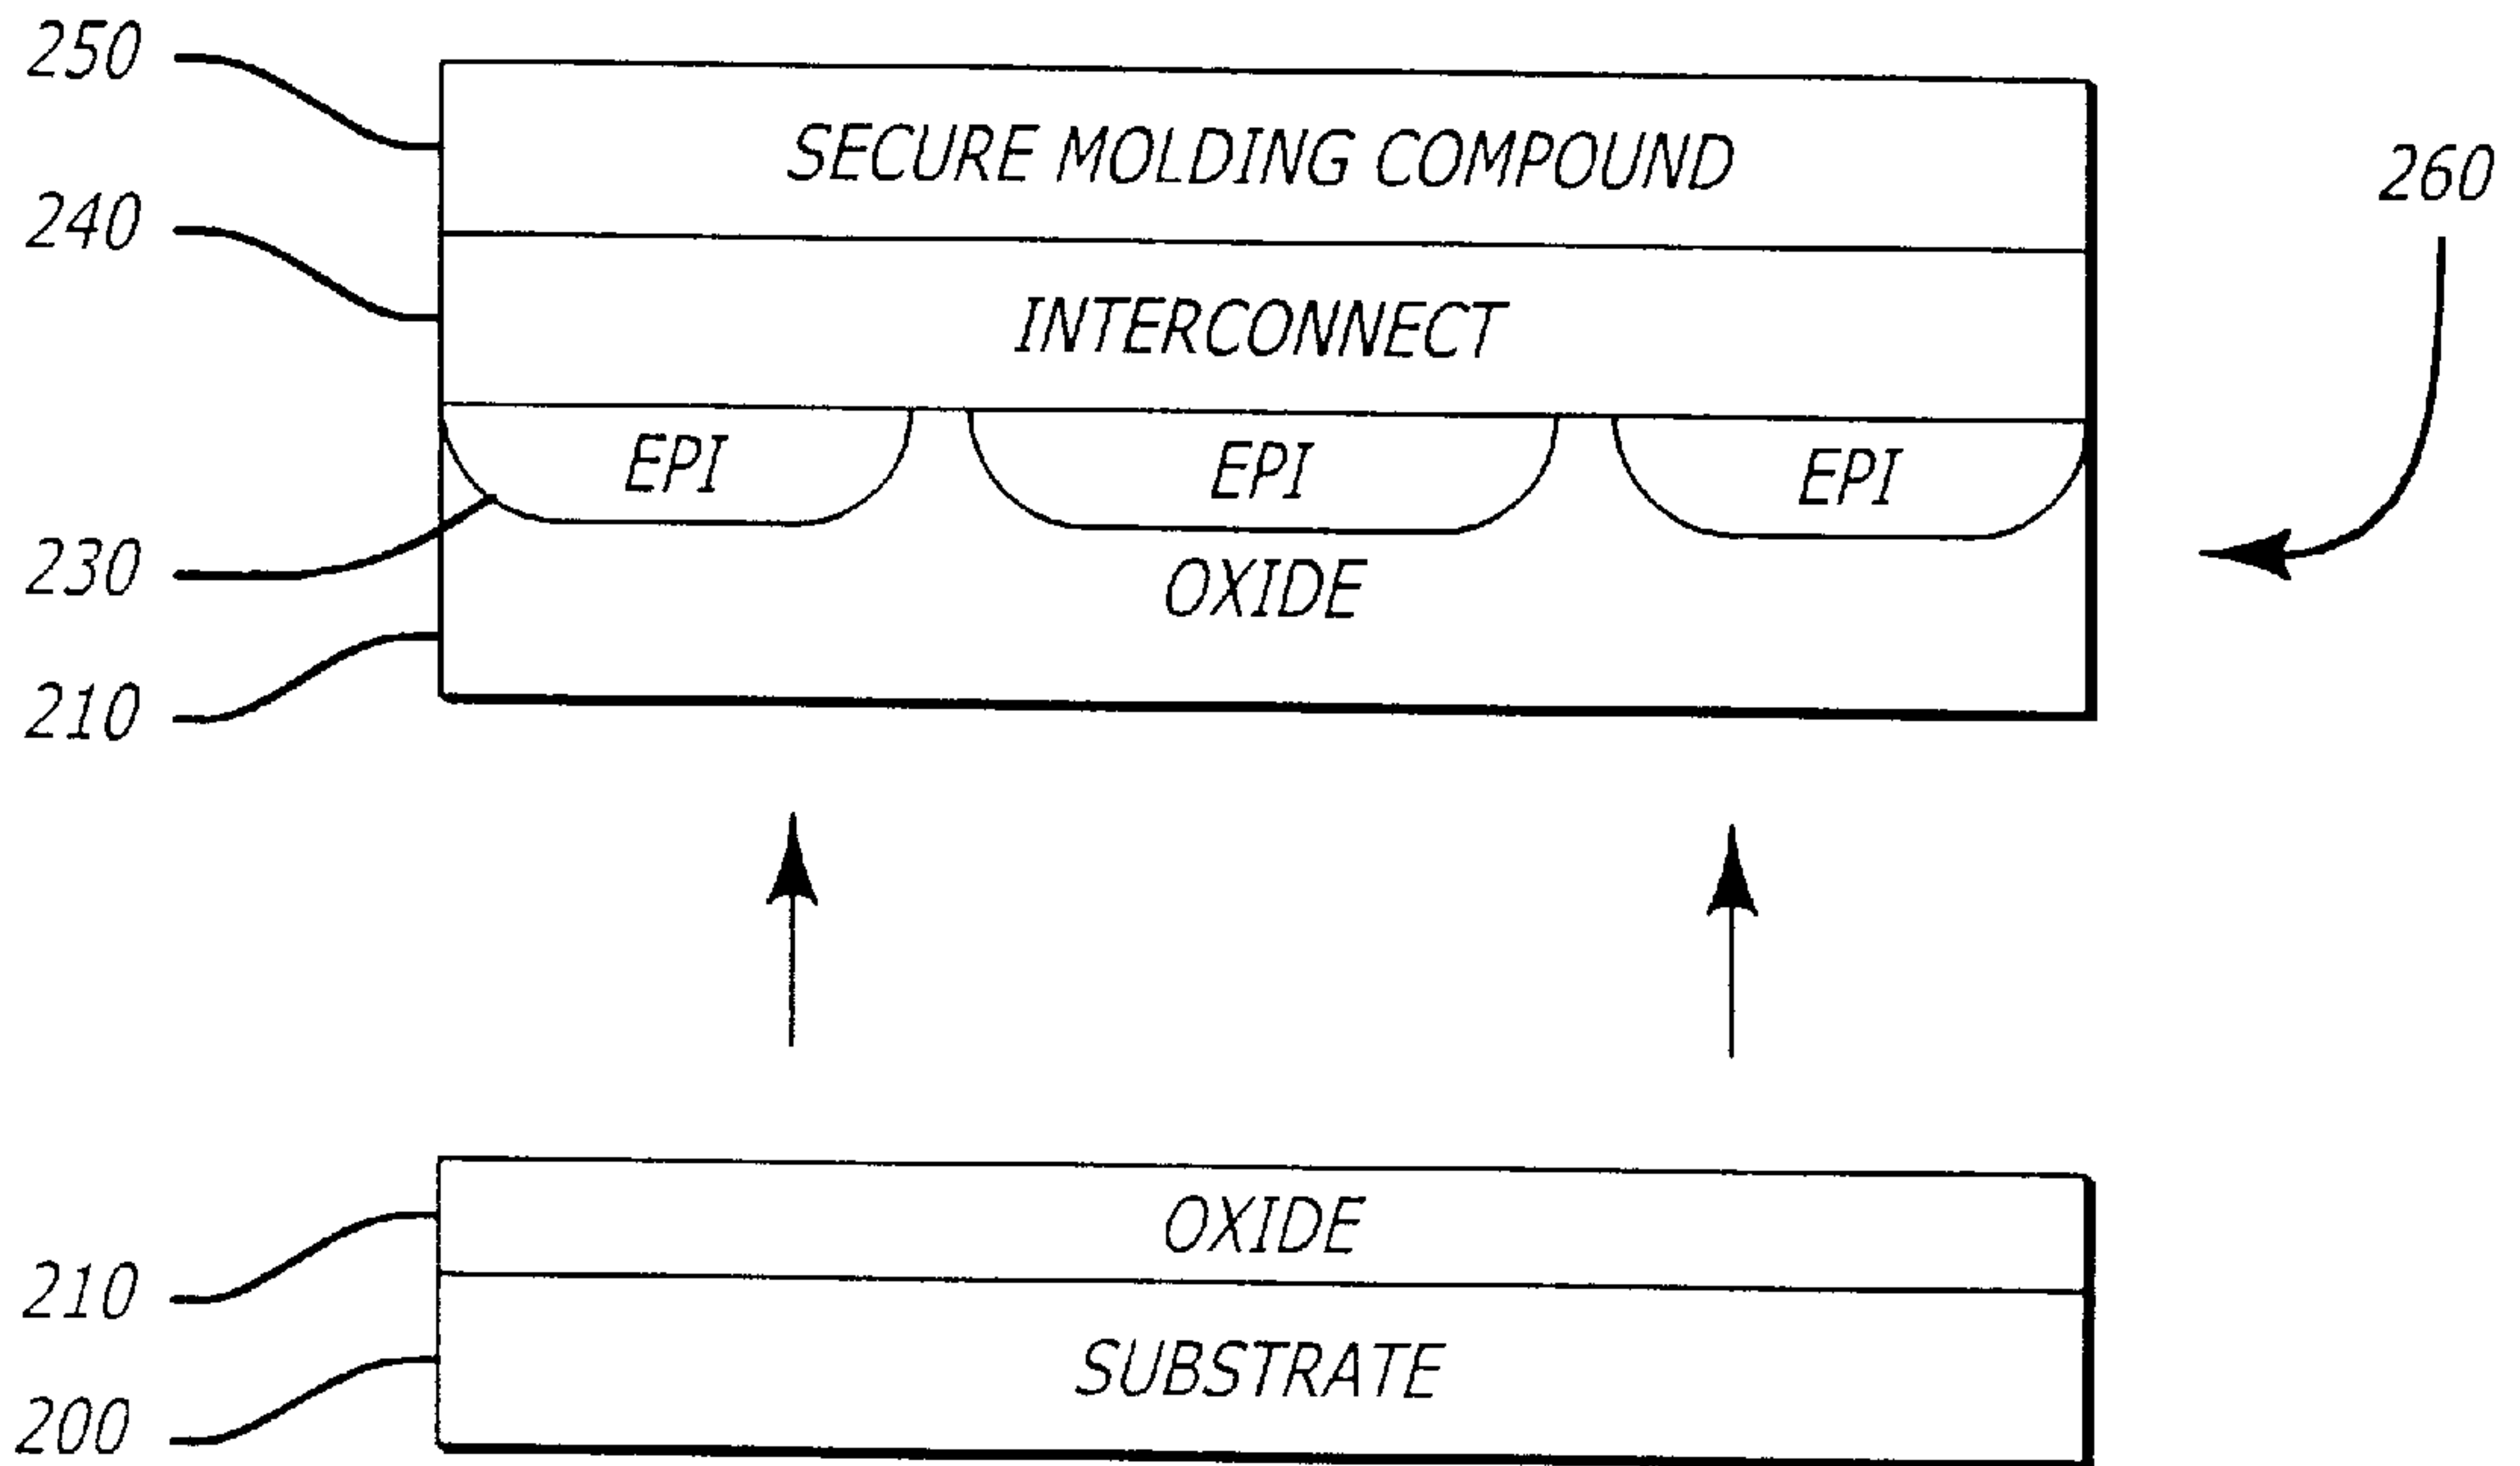 250
SECURE MOLDING COMPOUND
260
240
INTERCONNECT
EPI
EPI
EPI
230
OXIDE
210
OXIDE
210
SUBSTRATE
200